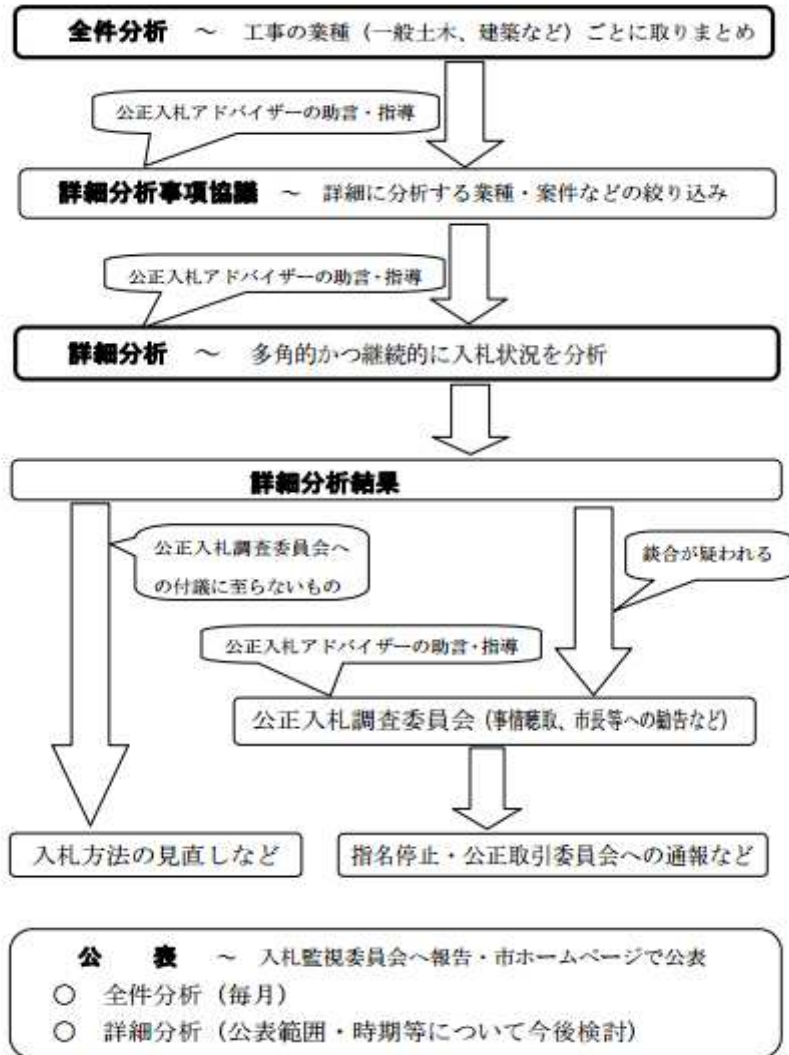 全件分析 ～ 工事の業種（一般土木、建築など）ごとに取りまとめ
公正入札アドバイザーの助言・指導
詳細分析事項協議 ～ 詳細に分析する業種・案件などの絞り込み
公正入札アドバイザーの助言・指導
詳細分析 ～ 多角的かつ継続的に入札状況を分析
詳細分析結果
公正入札調査委員会へ
の付議に至らないもの
談合が疑われる
公正入札アドバイザーの助言・指導
公正入札調査委員会（事情聴取、市長等への勧告など）
入札方法の見直しなど
指名停止・公正取引委員会への通報など
公　表 ～ 入札監視委員会へ報告・市ホームページで公表
○ 全件分析（毎月）
○ 詳細分析（公表範囲・時期等について今後検討）